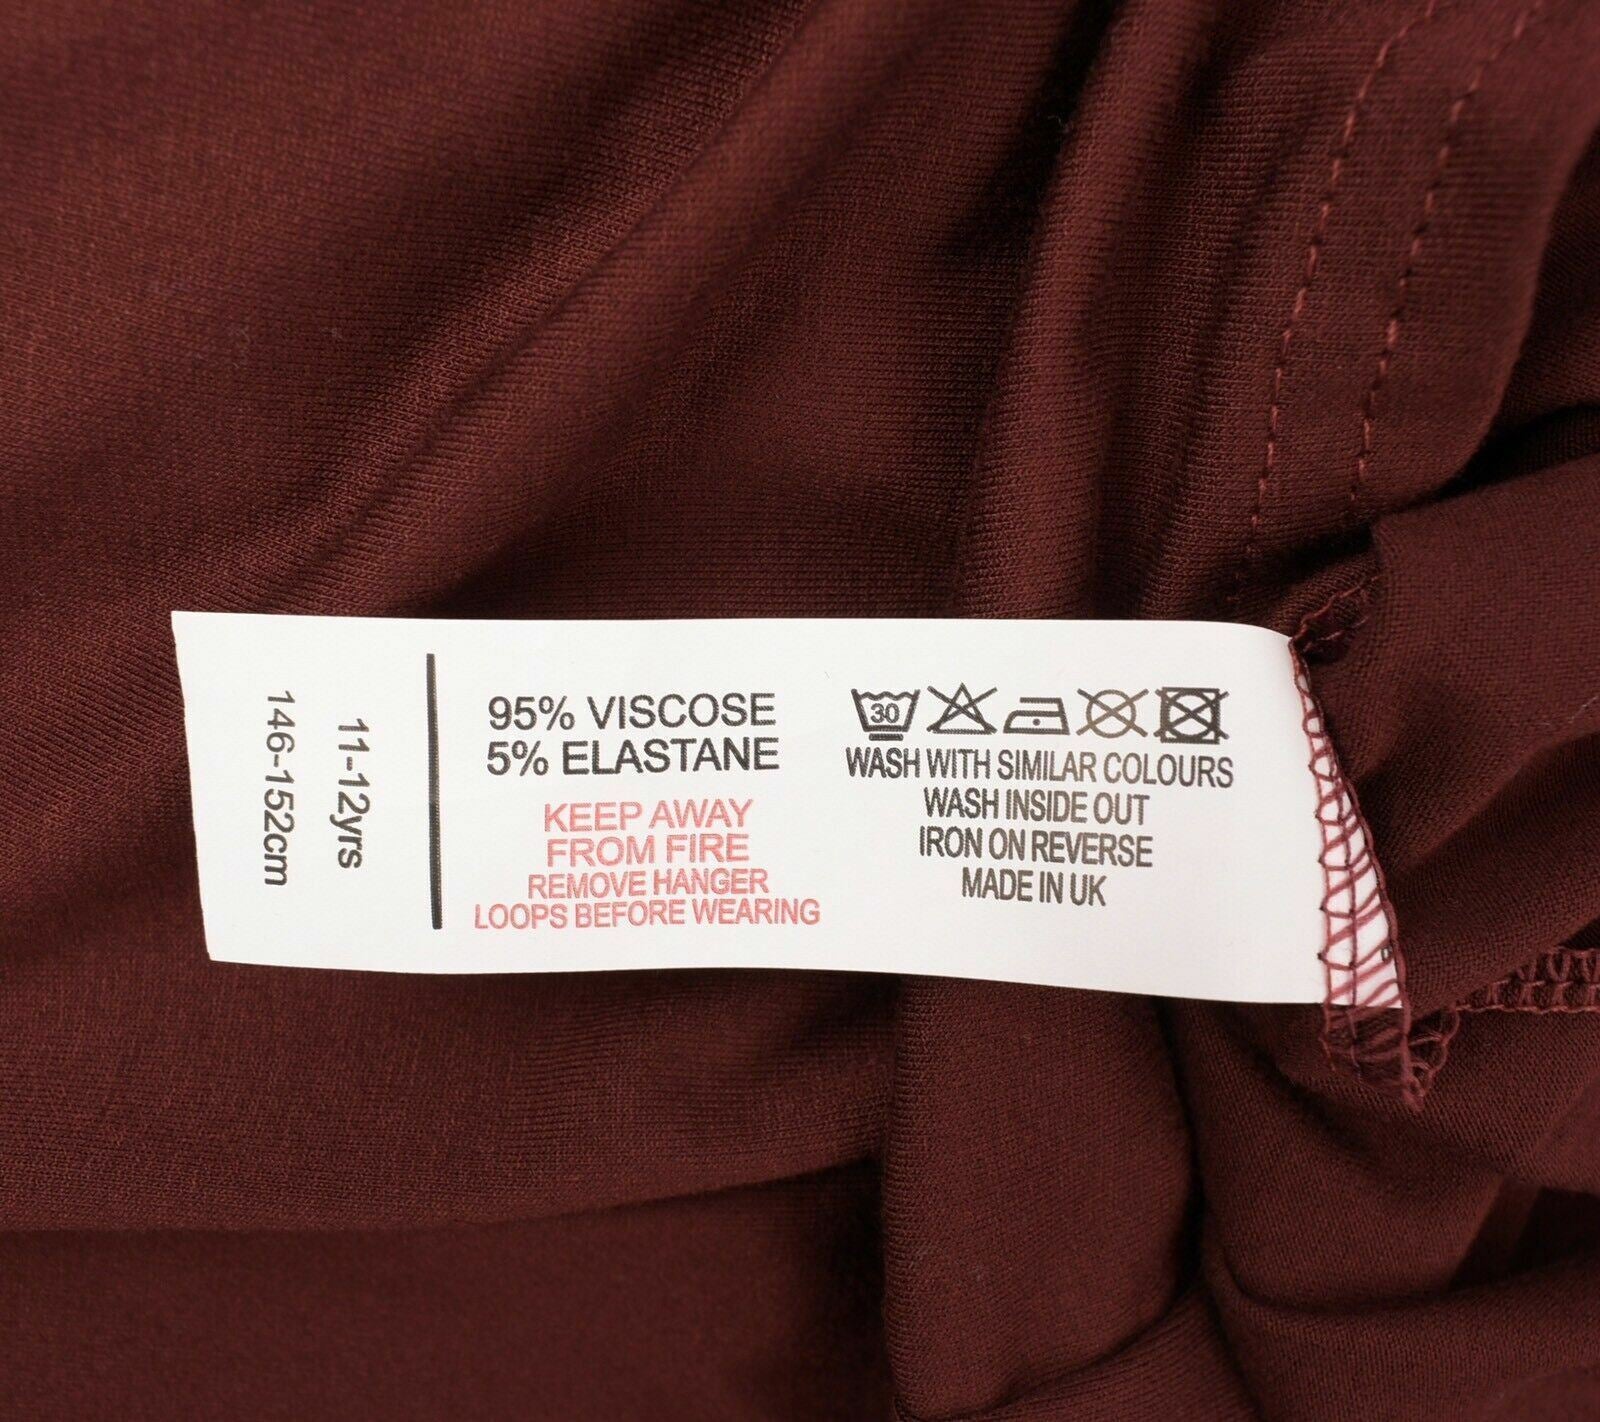 11-12yrs
146-152cm
95% VISCOSE
5% ELASTANE
KEEP AWAY
FROM FIRE
REMOVE HANGER
LOOPS BEFORE WEARING
30
WASH WITH SIMILAR COLOURS
WASH INSIDE OUT
IRON ON REVERSE
MADE IN UK